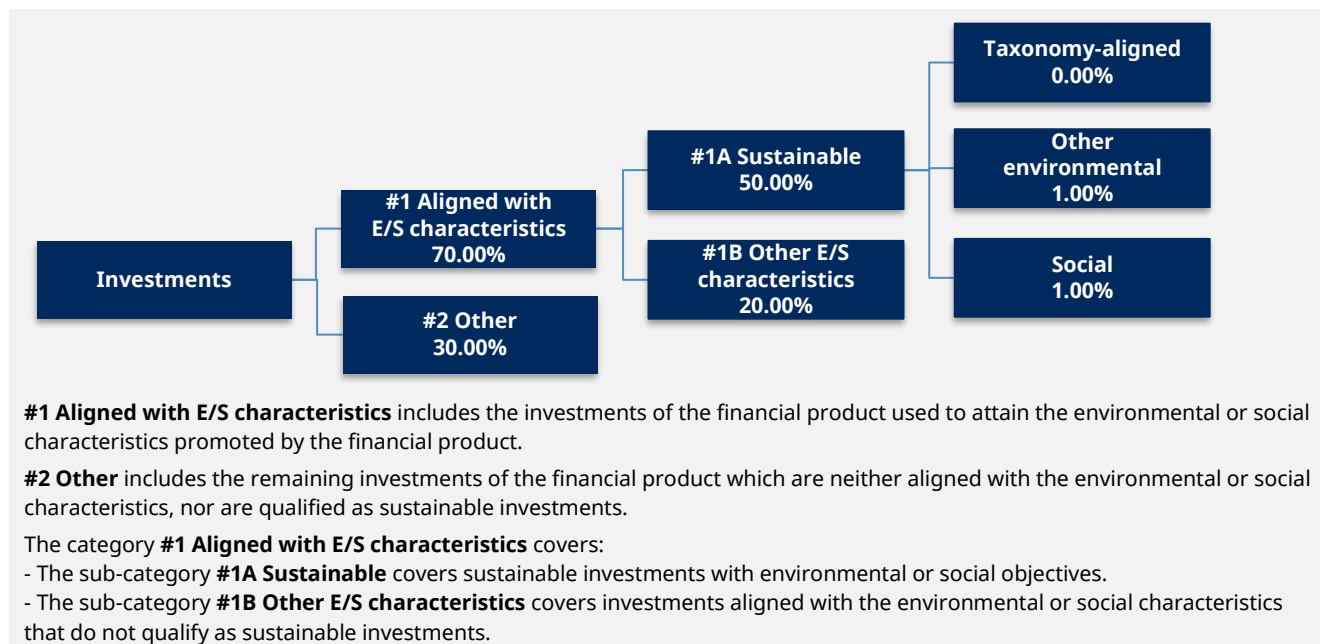 Taxonomy-aligned
0.00%
#1A Sustainable
50.00%
Other
environmental
1.00%
#1 Aligned with
E/S characteristics
70.00%
#1B Other E/S
characteristics
20.00%
Social
1.00%
Investments
#2 Other
30.00%
#1 Aligned with E/S characteristics includes the investments of the financial product used to attain the environmental or social
characteristics promoted by the financial product.
#2 Other includes the remaining investments of the financial product which are neither aligned with the environmental or social
characteristics, nor are qualified as sustainable investments.
The category #1 Aligned with E/S characteristics covers:
- The sub-category #1A Sustainable covers sustainable investments with environmental or social objectives.
- The sub-category #1B Other E/S characteristics covers investments aligned with the environmental or social characteristics
that do not qualify as sustainable investments.